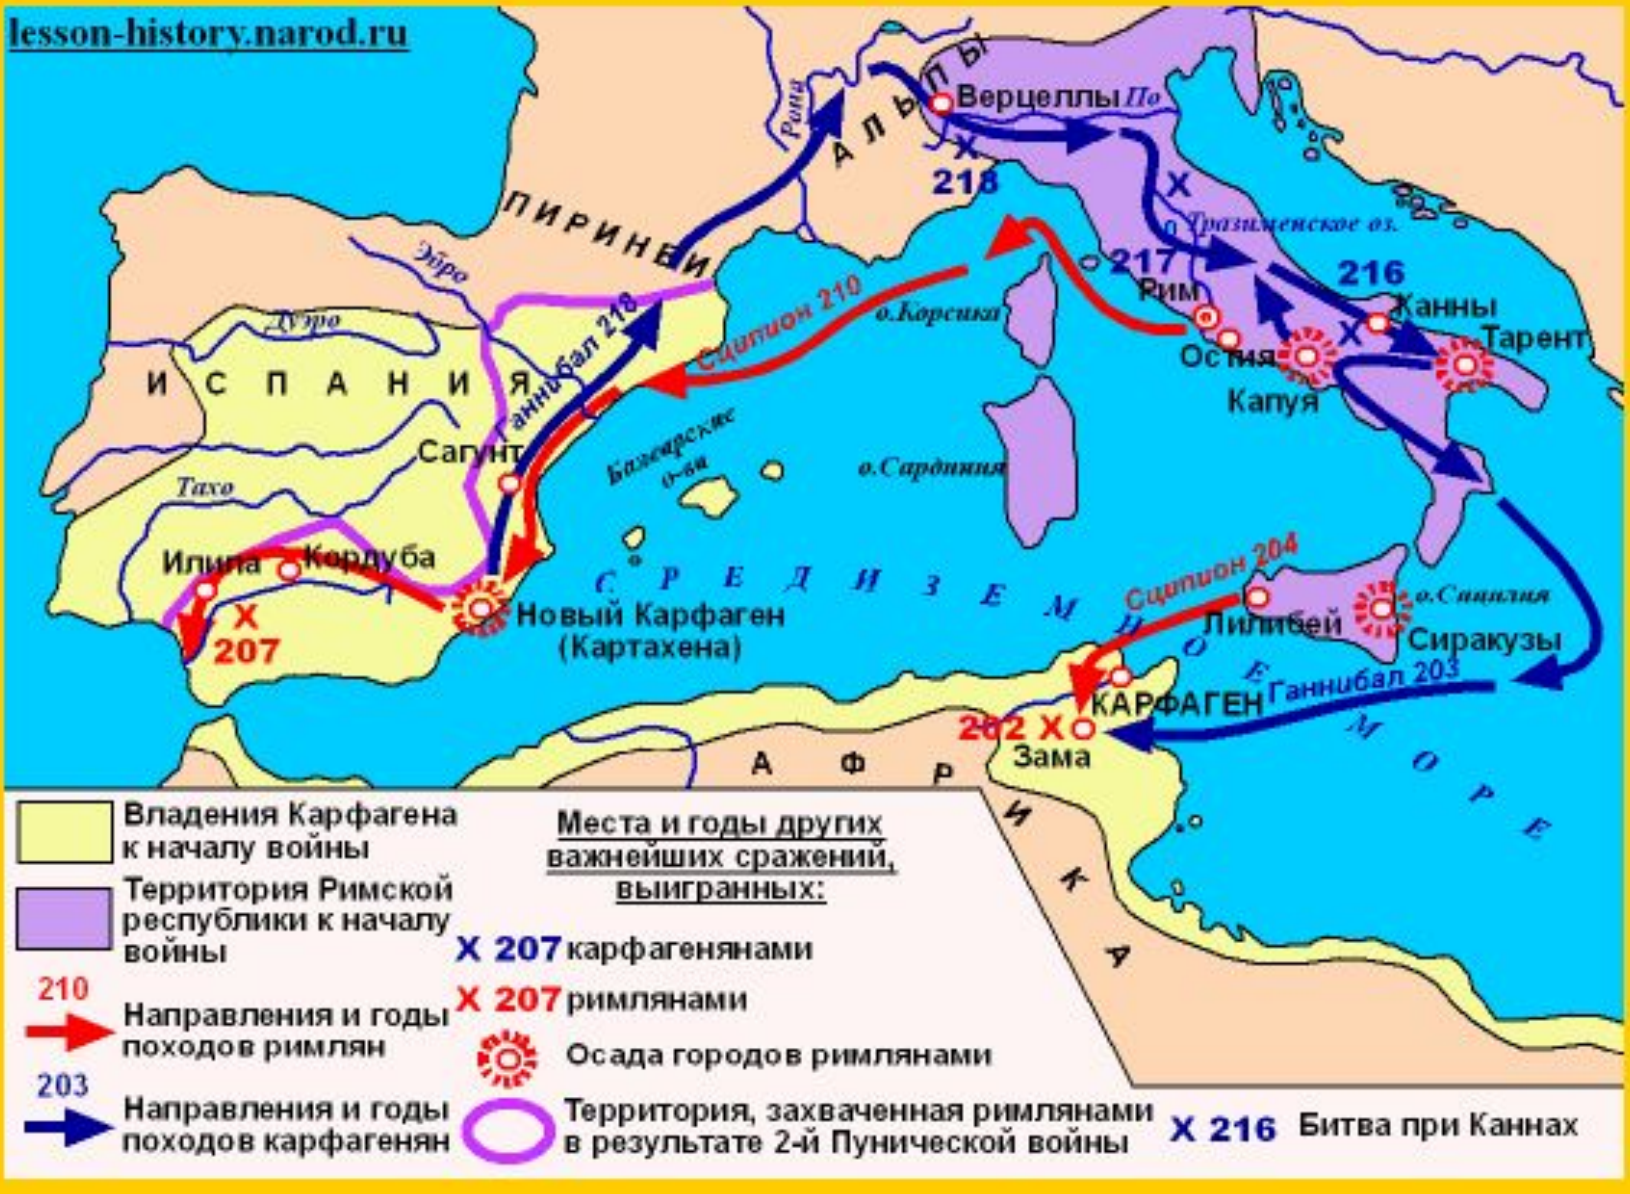 lesson-history.narod.ru
Рона
АЛЬПЫ
Верцеллы
По
X
218
X
Тразименское оз.
217
216
ПИРИНЕИ
Эбро
Дуэро
ИСПАНИЯ
Ганнибал 218
Сципион 210
о.Корсика
Рим
Остия
Капуя
X
Канны
Тарент
Сагунт
Балеарские
о-ва
о.Сардиния
Тахо
Илипа
Кордуба
X
207
Новый Карфаген
(Картахена)
СРЕДИЗЕМНОЕ МОРЕ
Сципион 204
Лилибей
о.Сицилия
Сиракузы
Ганнибал 203
КАРФАГЕН
202 X
Зама
АФРИКА
Владения Карфагена
к началу войны
Территория Римской
республики к началу
войны
210
Направления и годы
походов римлян
203
Направления и годы
походов карфагенян
Места и годы других
важнейших сражений,
выигранных:
X 207 карфагенянами
X 207 римлянами
Осада городов римлянами
Территория, захваченная римлянами
в результате 2-й Пунической войны
X 216 Битва при Каннах